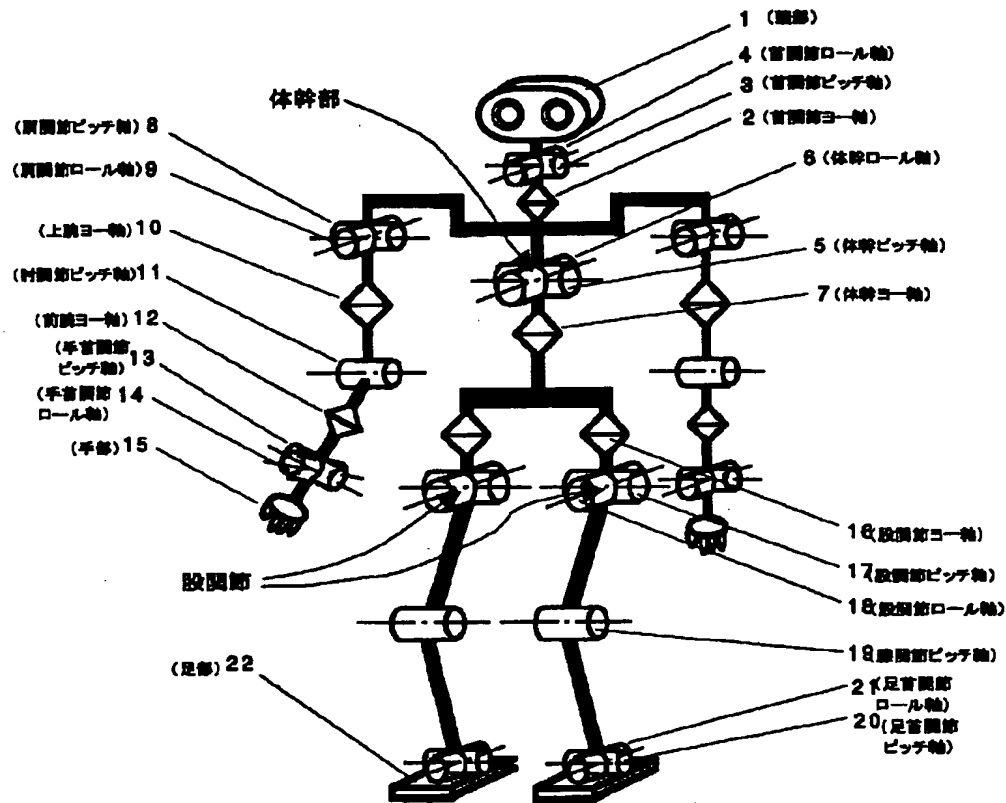 1 (頭部)
4 (首関節ロール軸)
3 (首関節ピッチ軸)
2 (首関節ヨー軸)
体幹部
6 (体幹ロール軸)
5 (体幹ピッチ軸)
7 (体幹ヨー軸)
(肩関節ピッチ軸) 8
(肩関節ロール軸) 9
(上腕ヨー軸) 10
(肘関節ピッチ軸) 11
(前腕ヨー軸) 12
(手首関節
ピッチ軸) 13
(手首関節 14
ロール軸)
(手部) 15
16 (股関節ヨー軸)
17 (股関節ピッチ軸)
18 (股関節ロール軸)
股関節
19 (膝関節ピッチ軸)
(足部) 22
21 (足首関節
ロール軸)
20 (足首関節
ピッチ軸)